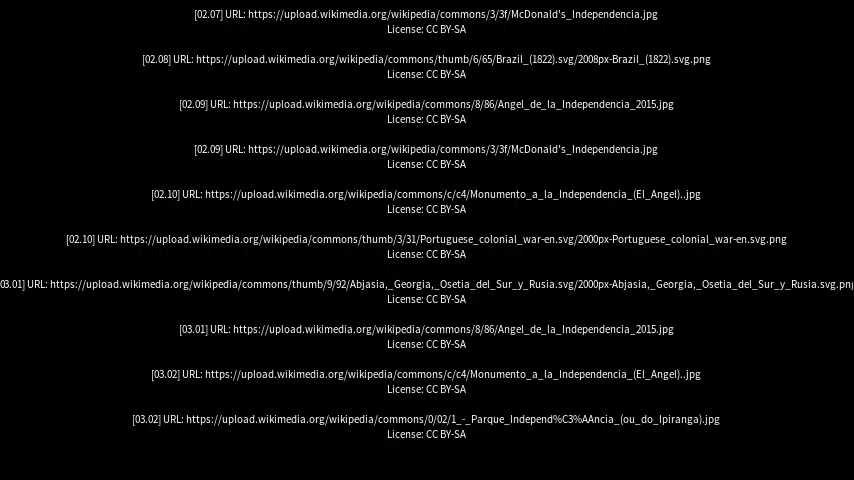 [02.07] URL: https://upload.wikimedia.org/wikipedia/commons/3/3f/McDonald's_Independencia.jpg
License: CC BY-SA
[02.08] URL: https://upload.wikimedia.org/wikipedia/commons/thumb/6/65/Brazil_(1822).svg/2008px-Brazil_(1822).svg.png
License: CC BY-SA
[02.09] URL: https://upload.wikimedia.org/wikipedia/commons/8/86/Angel_de_la_Independencia_2015.jpg
License: CC BY-SA
[02.09] URL: https://upload.wikimedia.org/wikipedia/commons/3/3f/McDonald's_Independencia.jpg
License: CC BY-SA
[02.10] URL: https://upload.wikimedia.org/wikipedia/commons/c/c4/Monumento_a_la_Independencia_(El_Angel)..jpg
License: CC BY-SA
[02.10] URL: https://upload.wikimedia.org/wikipedia/commons/thumb/3/31/Portuguese_colonial_war-en.svg/2000px-Portuguese_colonial_war-en.svg.png
License: CC BY-SA
03.01] URL: https://upload.wikimedia.org/wikipedia/commons/thumb/9/92/Abjasia,_Georgia,_Osetia_del_Sur_y_Rusia.svg/2000px-Abjasia,_Georgia,_Osetia_del_Sur_y_Rusia.svg.png
License: CC BY-SA
[03.01] URL: https://upload.wikimedia.org/wikipedia/commons/8/86/Angel_de_la_Independencia_2015.jpg
License: CC BY-SA
[03.02] URL: https://upload.wikimedia.org/wikipedia/commons/c/c4/Monumento_a_la_Independencia_(El_Angel)..jpg
License: CC BY-SA
[03.02] URL: https://upload.wikimedia.org/wikipedia/commons/0/02/1_-_Parque_Independ%C3%AAncia_(ou_do_Ipiranga).jpg
License: CC BY-SA